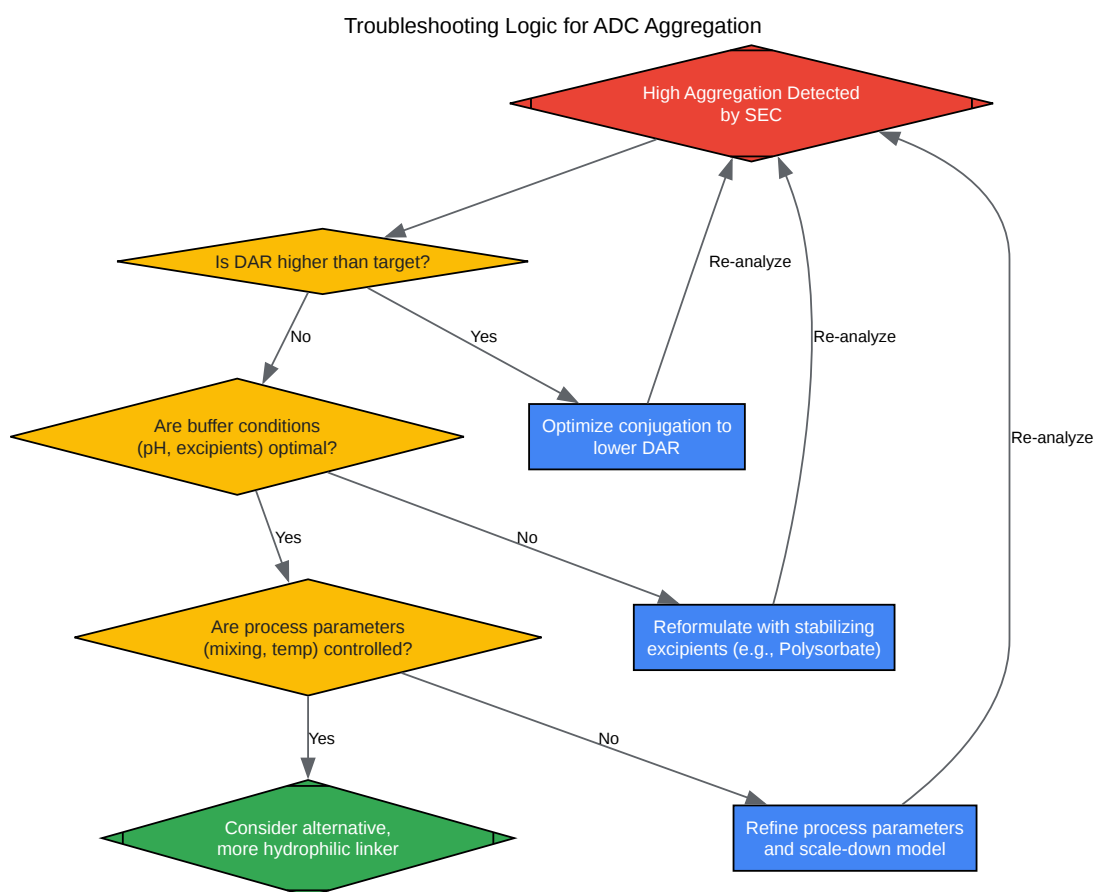 Troubleshooting Logic for ADC Aggregation
High Aggregation Detected
by SEC
Is DAR higher than target?
Re-analyze
No
Yes
Re-analyze
Are buffer conditions
(pH, excipients) optimal?
Optimize conjugation to
lower DAR
Re-analyze
Yes
No
Are process parameters
(mixing, temp) controlled?
Reformulate with stabilizing
excipients (e.g., Polysorbate)
Yes
No
Consider alternative,
more hydrophilic linker
Refine process parameters
and scale-down model